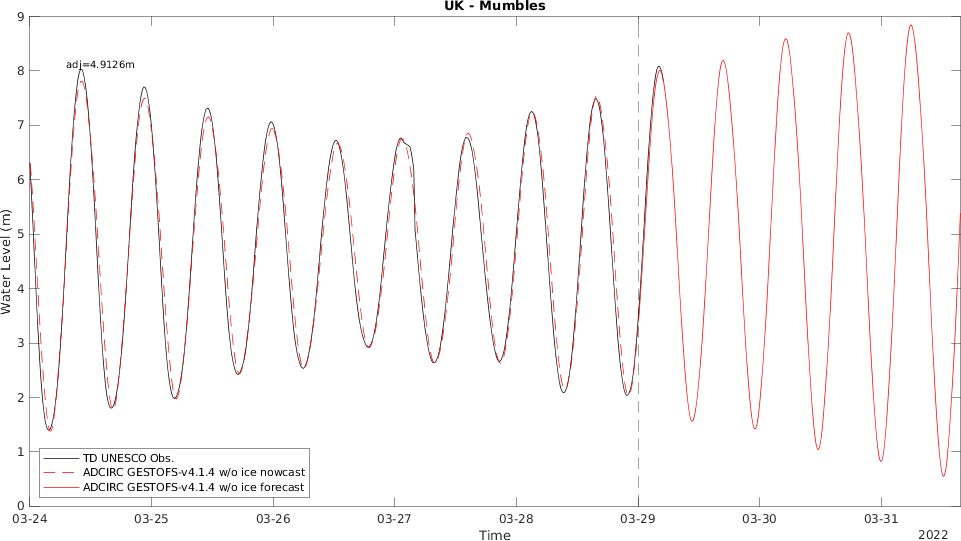 UK - Mumbles
adj=4.9126m
9
8
7
6
5
4
3
2
1
0
Water Level (m)
TD UNESCO Obs.
ADCIRC GESTOFS-v4.1.4 w/o ice nowcast
ADCIRC GESTOFS-v4.1.4 w/o ice forecast
03-24 03-25 03-26 03-27 03-28 03-29 03-30 03-31
Time
2022